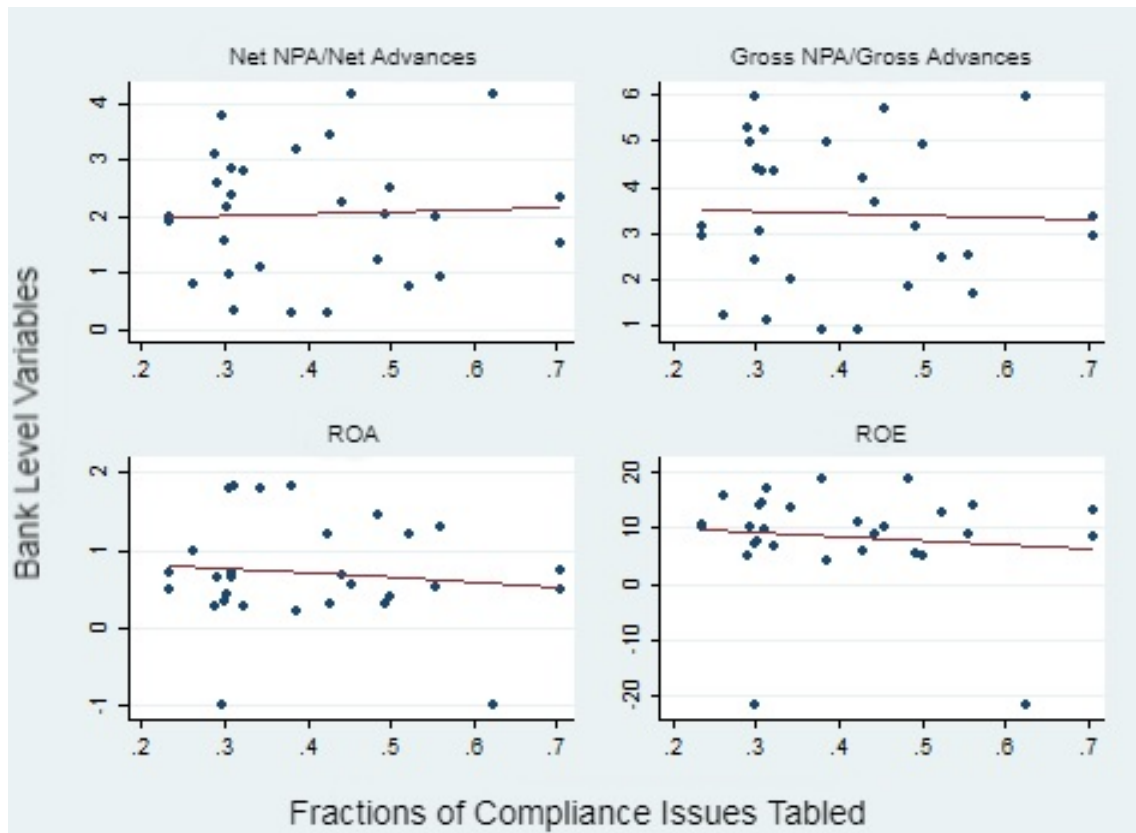 Net NPA/Net Advances
4
3
2
1
0
.2 .3 .4 .5 .6 .7
Gross NPA/Gross Advances
6
5
4
3
2
1
.2 .3 .4 .5 .6 .7
Bank Level Variables
ROA
2
1
0
-1
.2 .3 .4 .5 .6 .7
ROE
20
10
0
-10
-20
.2 .3 .4 .5 .6 .7
Fractions of Compliance Issues Tabled